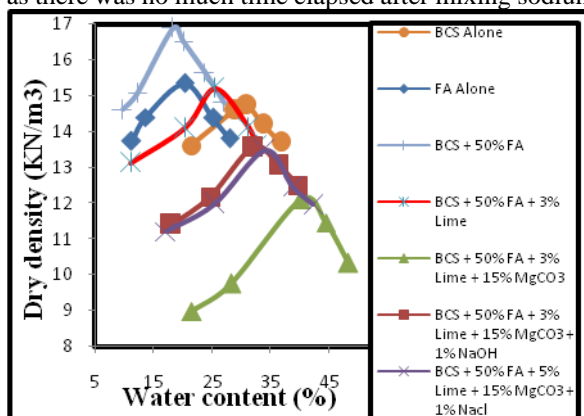 as there was no much time elapsed after mixing sodium
17
16
15
14
13
12
11
10
9
8
Dry density (KN/m3)
5 15 25 35 45
Water content (%)
BCS Alone
FA Alone
BCS + 50% FA
BCS + 50% FA + 3%
Lime
BCS + 50% FA + 3%
Lime + 15% MgCO3
BCS + 50% FA + 3%
Lime + 15% MgCO3+
1% NaOH
BCS + 50% FA + 5%
Lime + 15% MgCO3+
1% Nacl